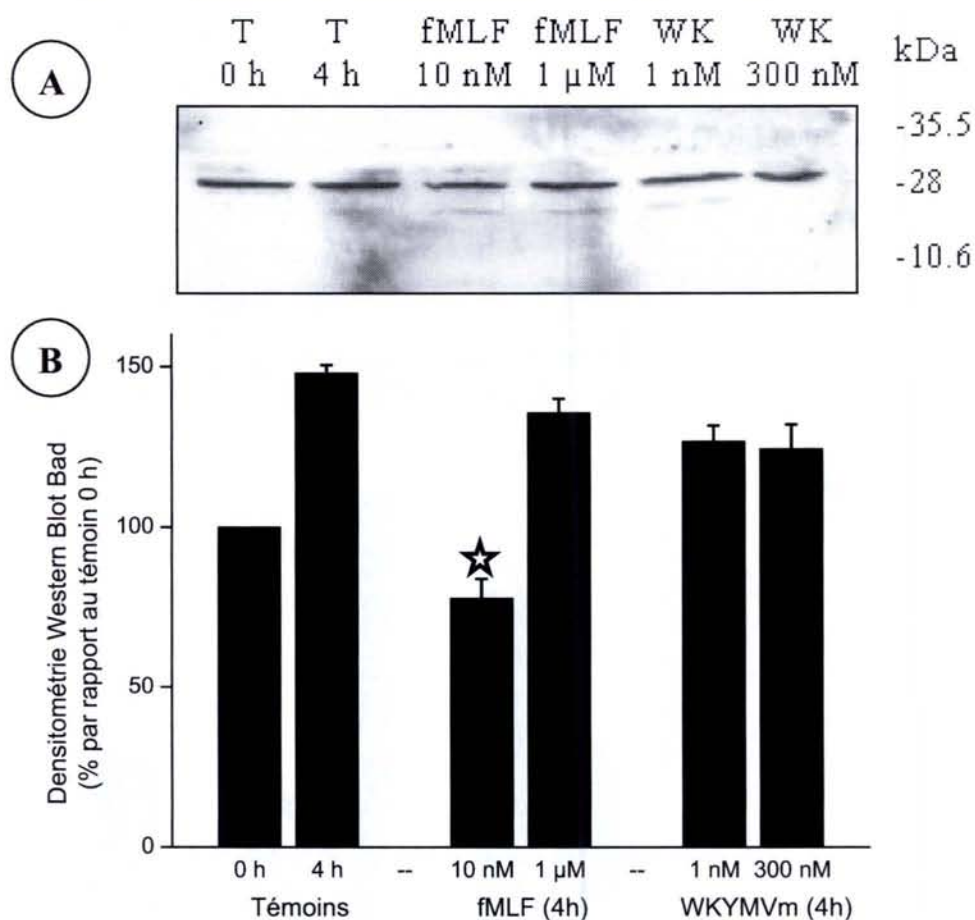 A
T T fMLF fMLF WK WK kDa
0 h 4 h 10 nM 1 µM 1 nM 300 nM
-35.5
-28
-10.6
B
Densitométrie Western Blot Bad
(% par rapport au témoin 0 h)
150
100
50
0
0 h 4 h -- 10 nM 1 µM -- 1 nM 300 nM
Témoins fMLF (4h) WKYMVm (4h)